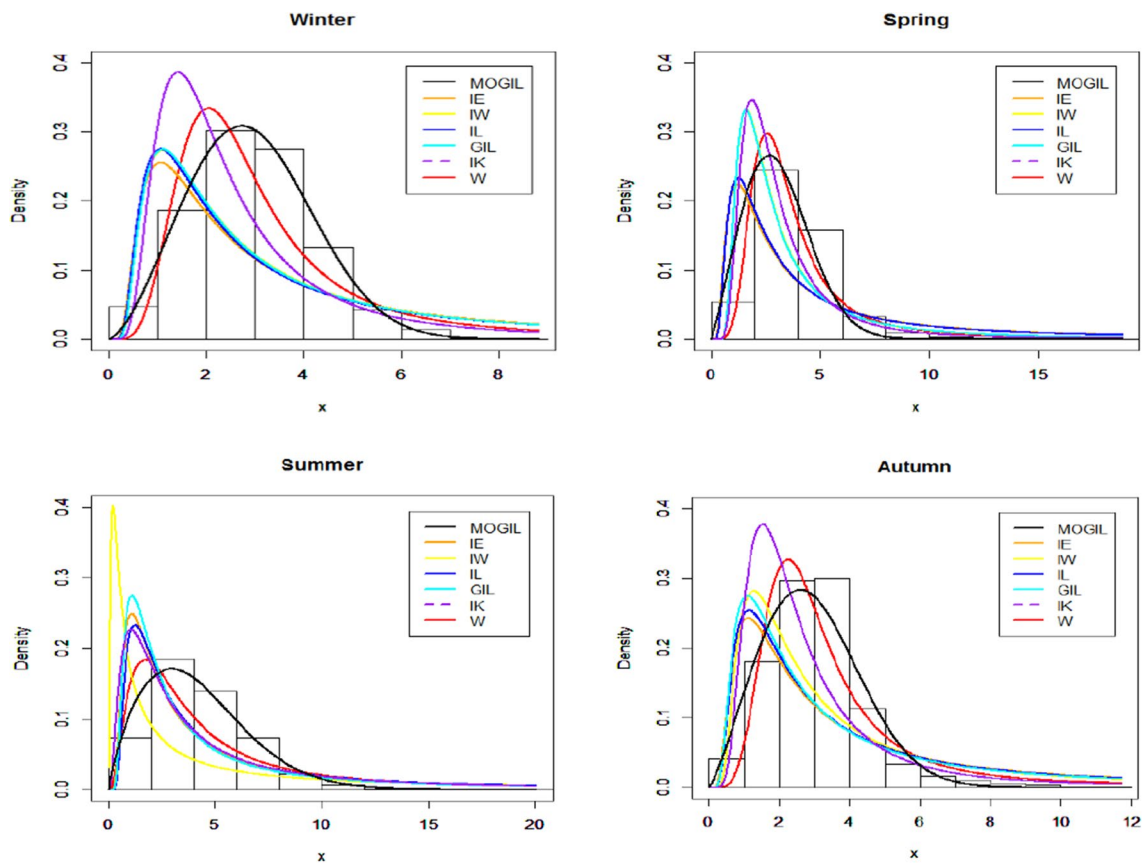 Winter
Density
0.0
0.1
0.2
0.3
0.4
0
2
4
6
8
x
MOGIL
IE
IW
IL
GIL
IK
W
Spring
Density
0.0
0.1
0.2
0.3
0.4
0
5
10
15
x
MOGIL
IE
IW
IL
GIL
IK
W
Summer
Density
0.0
0.1
0.2
0.3
0.4
0
5
10
15
20
x
MOGIL
IE
IW
IL
GIL
IK
W
Autumn
Density
0.0
0.1
0.2
0.3
0.4
0
2
4
6
8
10
12
x
MOGIL
IE
IW
IL
GIL
IK
W